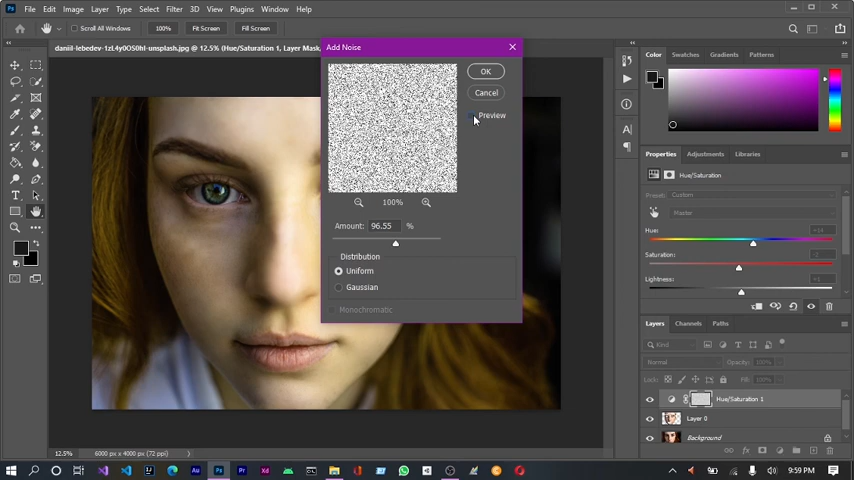 File Edit Image Layer Type Select Filter 3D View Plugins Window Help
Scroll All Windows 100% Fit Screen Fill Screen
daniil-lebedev- @ 12.5% (Hue/Saturation 1, Layer Mask
Add Noise
OK
Cancel
Preview
100%
Amount: 96.55 %
Distribution
Uniform
Gaussian
Monochromatic
Color Swatches Gradients Patterns
Properties Adjustments Libraries
Hue/Saturation
Preset: Custom
Master
Hue: +14
Saturation:
Lightness:
Layers Channels Paths
Kind
Normal Opacity: 100%
Lock: Fill: 100%
Hue/Saturation 1
Layer 0
Background
12.5% 6000 px x 4000 px (72 ppi)
9:59 PM